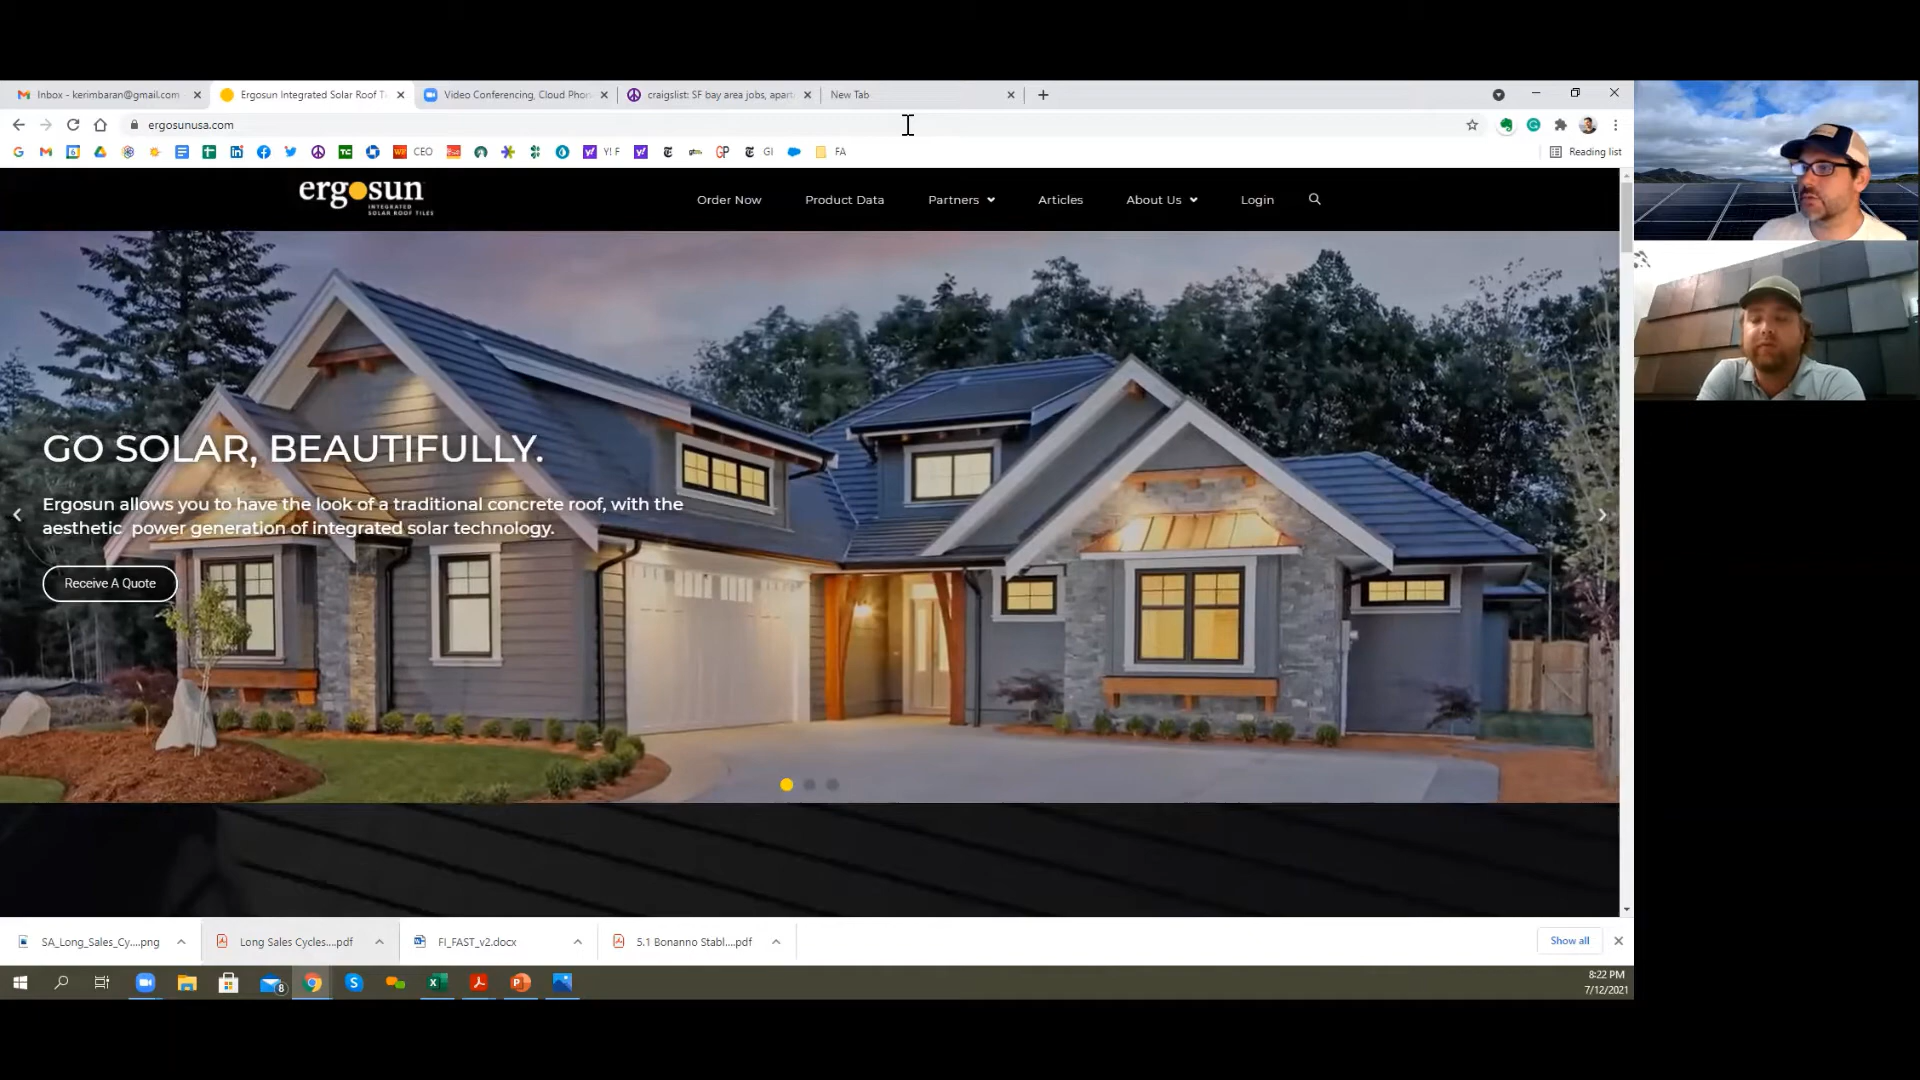 Inbox - kerimbaran@gmail.com
Ergosun Integrated Solar Roof T
Video Conferencing, Cloud Phon
craigslist: SF bay area jobs, apart
New Tab
ergosunusa.com
CEO
Y! F
GI
FA
Reading list
ergosun
INTEGRATED
SOLAR ROOF TILES
Order Now
Product Data
Partners
Articles
About Us
Login
GO SOLAR, BEAUTIFULLY.
Ergosun allows you to have the look of a traditional concrete roof, with the
aesthetic power generation of integrated solar technology.
Receive A Quote
SA_Long_Sales_Cy....png
Long Sales Cycles....pdf
FI_FAST_v2.docx
5.1 Bonanno Stabl....pdf
Show all
8
8:22 PM
7/12/2021